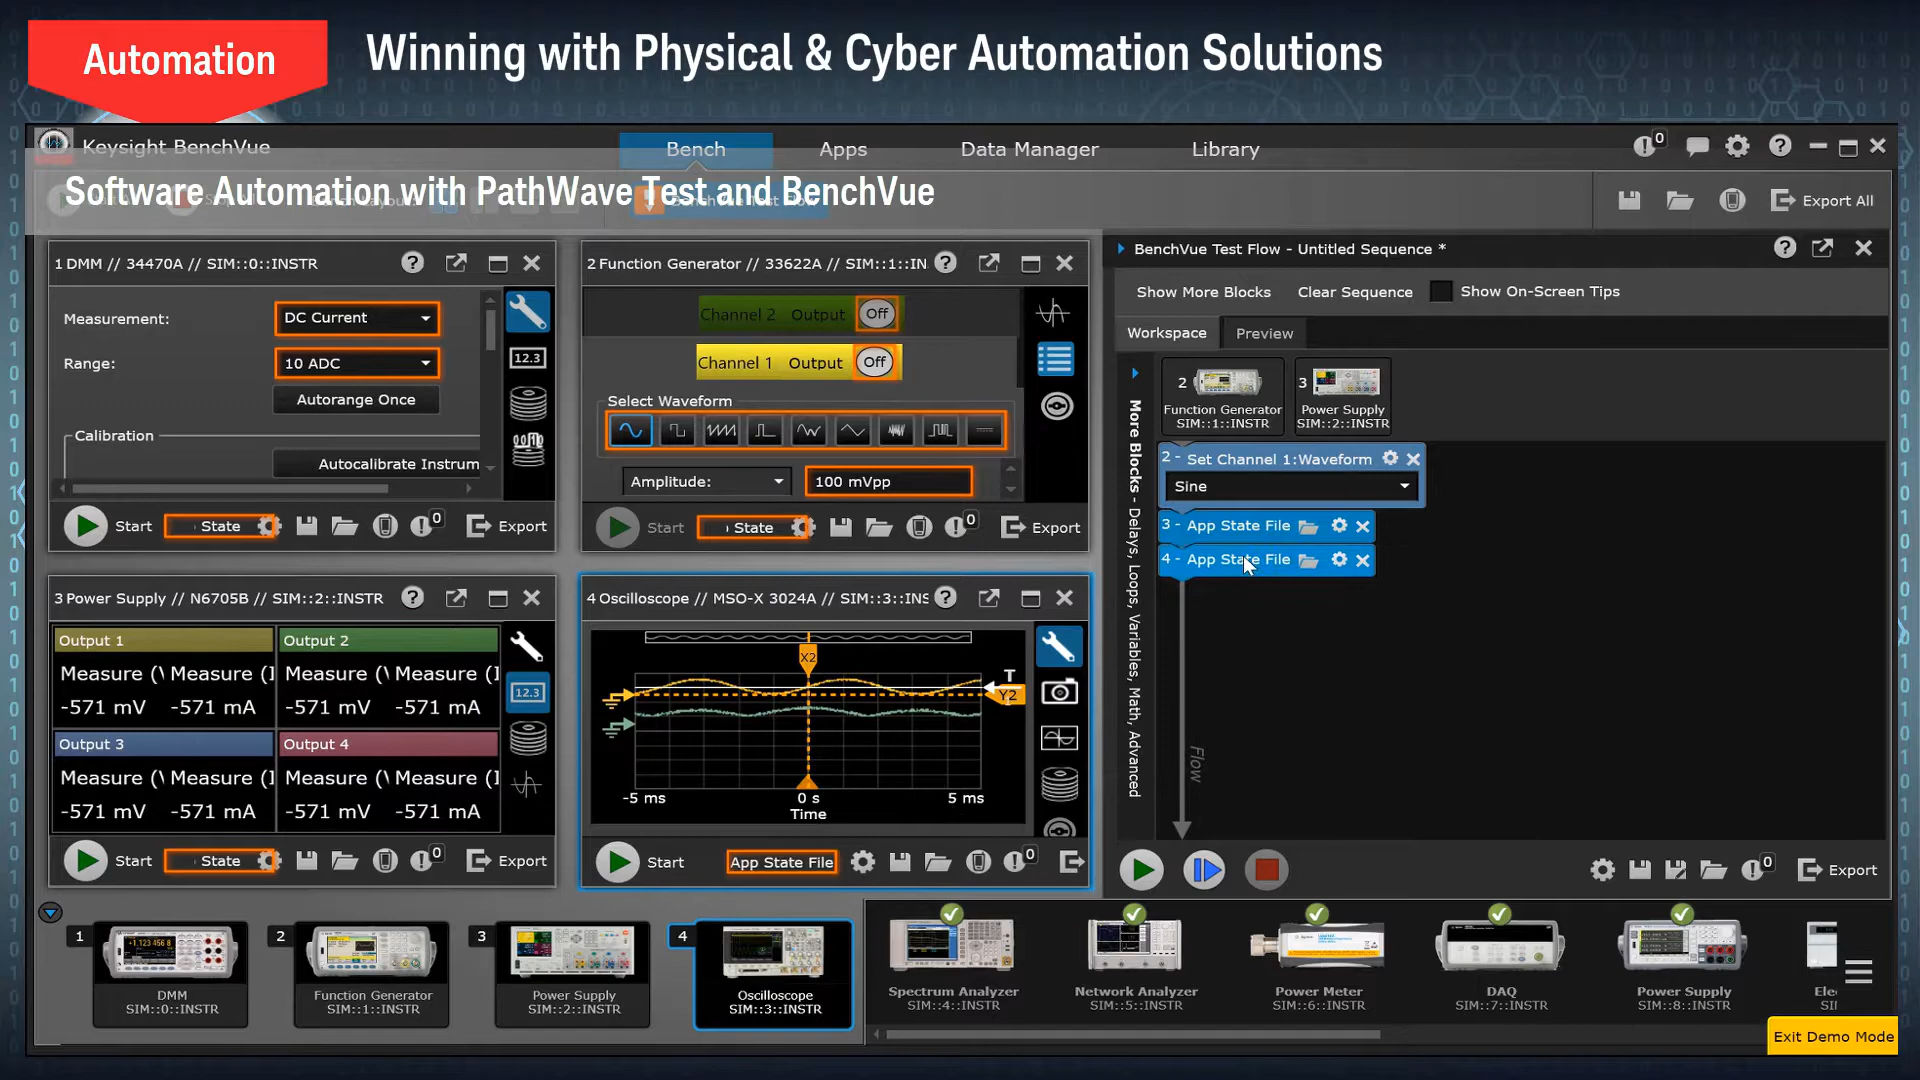 Automation
Winning with Physical & Cyber Automation Solutions
Keysight BenchVue
Bench
Apps
Data Manager
Library
0
Software Automation with PathWave Test and BenchVue
Export All
1 DMM // 34470A // SIM::0::INSTR
Measurement:
DC Current
Range:
10 ADC
Autorange Once
Calibration
Autocalibrate Instrum
12.3
Start
State
0
Export
2 Function Generator // 33622A // SIM::1::IN
Channel 2 Output Off
Channel 1 Output Off
Select Waveform
Amplitude:
100 mVpp
Start
State
0
Export
3 Power Supply // N6705B // SIM::2::INSTR
Output 1
Output 2
Measure (\ Measure (I
Measure (\ Measure (I
-571 mV -571 mA
-571 mV -571 mA
Output 3
Output 4
Measure (\ Measure (I
Measure (\ Measure (I
-571 mV -571 mA
-571 mV -571 mA
12.3
Start
State
0
Export
4 Oscilloscope // MSO-X 3024A // SIM::3::INS
X2
T
Y2
-5 ms
0 s
5 ms
Time
Start
App State File
0
BenchVue Test Flow - Untitled Sequence *
Show More Blocks
Clear Sequence
Show On-Screen Tips
Workspace
Preview
More Blocks - Delays, Loops, Variables, Math, Advanced
2
Function Generator
SIM::1::INSTR
3
Power Supply
SIM::2::INSTR
2 - Set Channel 1:Waveform
Sine
3 - App State File
4 - App State File
Flow
0
Export
1
DMM
SIM::0::INSTR
2
Function Generator
SIM::1::INSTR
3
Power Supply
SIM::2::INSTR
4
Oscilloscope
SIM::3::INSTR
Spectrum Analyzer
SIM::4::INSTR
Network Analyzer
SIM::5::INSTR
Power Meter
SIM::6::INSTR
DAQ
SIM::7::INSTR
Power Supply
SIM::8::INSTR
Ele
SI
Exit Demo Mode